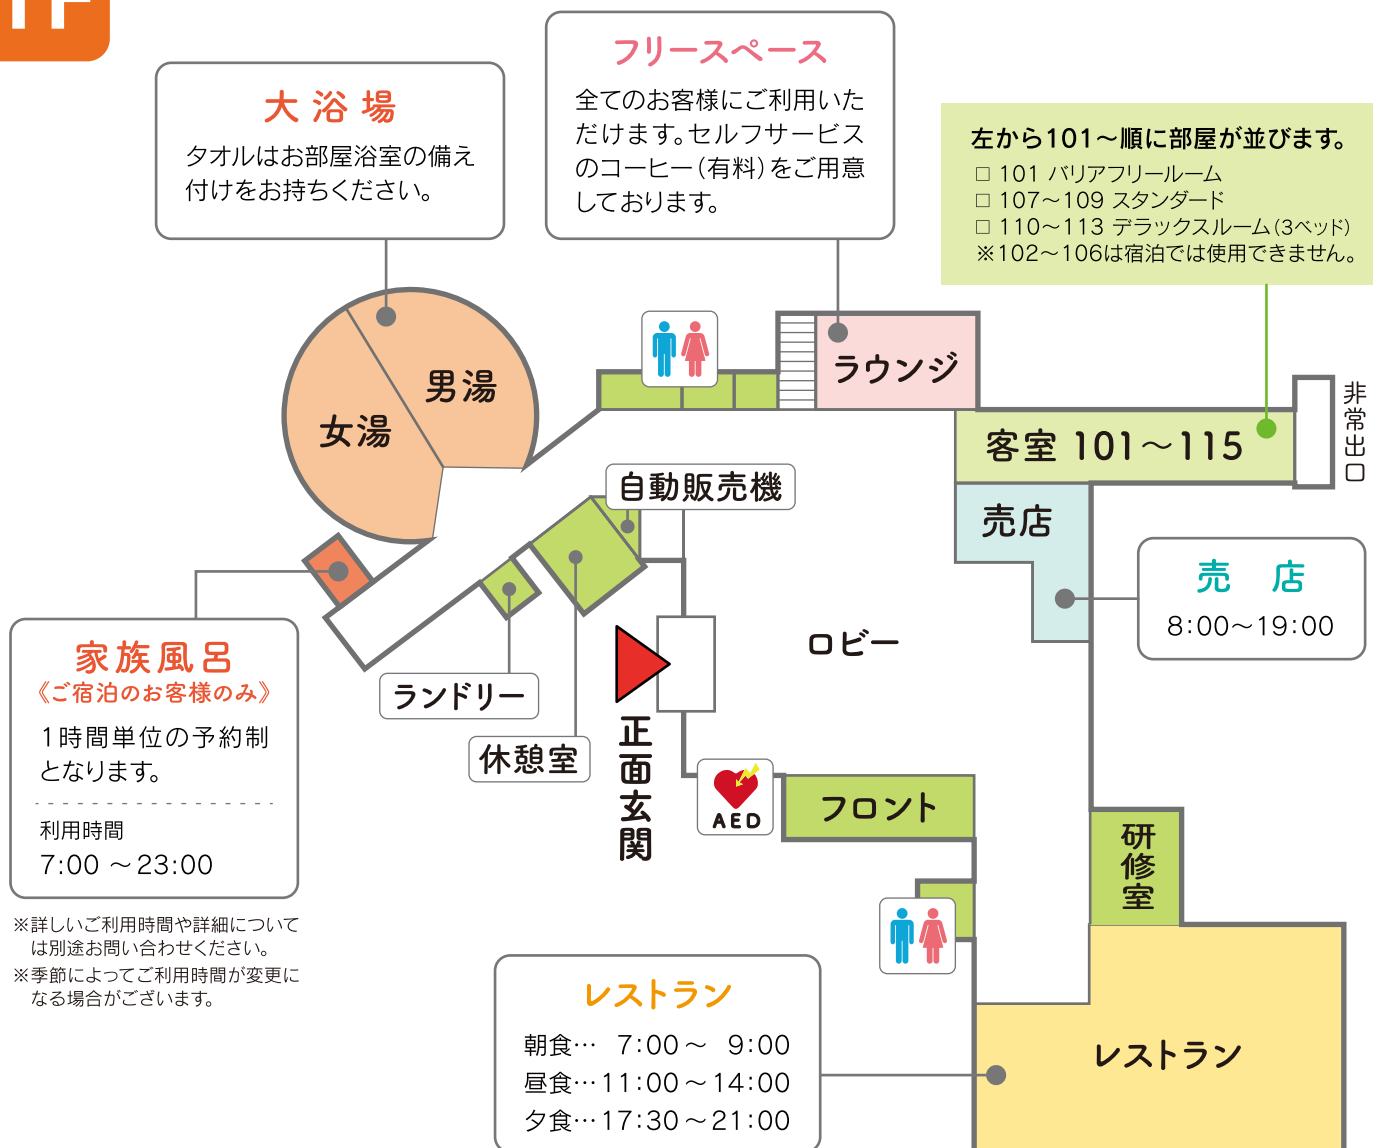 1F
大浴場
タオルはお部屋浴室の備え
付けをお持ちください。
フリースペース
全てのお客様にご利用いた
だけます。セルフサービス
のコーヒー(有料)をご用意
しております。
左から101～順に部屋が並びます。
□ 101 バリアフリールーム
□ 107～109 スタンダード
□ 110～113 デラックスルーム(3ベッド)
※102～106は宿泊では使用できません。
男湯
女湯
ラウンジ
客室 101～115
非常出口
自動販売機
売店
売 店
8:00～19:00
ロビー
家族風呂
《ご宿泊のお客様のみ》
1時間単位の予約制
となります。
利用時間
7:00 ～23:00
※詳しいご利用時間や詳細について
は別途お問い合わせください。
※季節によってご利用時間が変更に
なる場合がございます。
ランドリー
休憩室
正面玄関
AED
フロント
研修室
レストラン
朝食… 7:00～ 9:00
昼食…11:00～14:00
夕食…17:30～21:00
レストラン